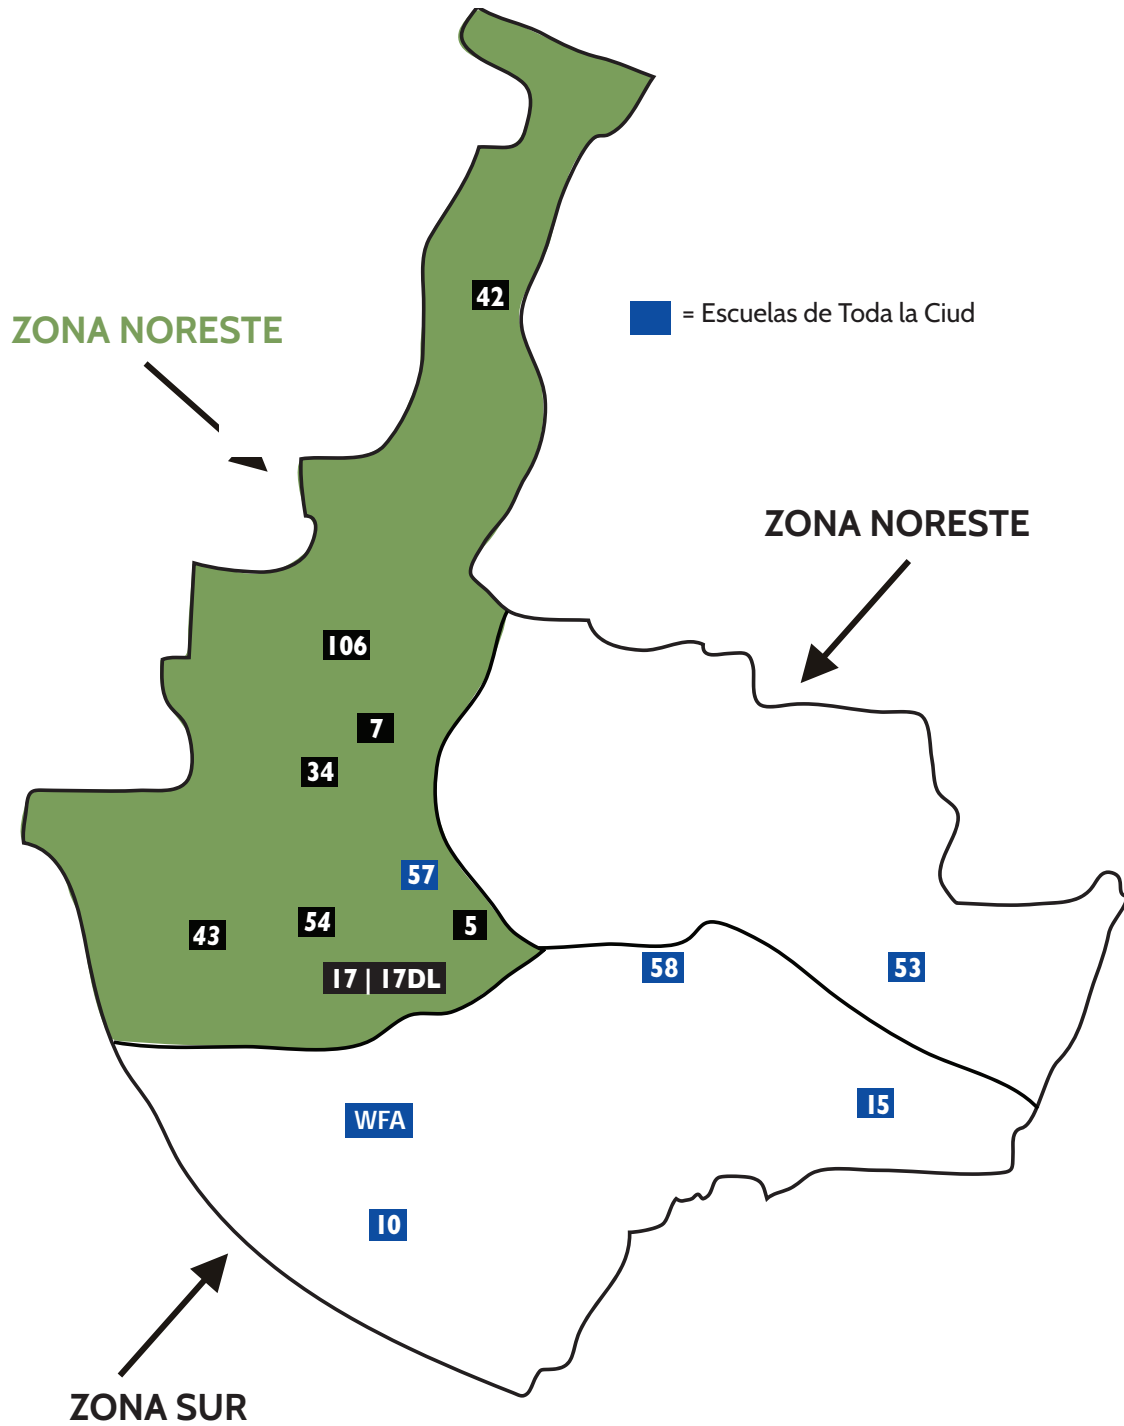 42
= Escuelas de Toda la Ciud
ZONA NORESTE
ZONA NORESTE
106
7
34
57
5
54
43
17 | 17DL
58
53
15
WFA
10
ZONA SUR